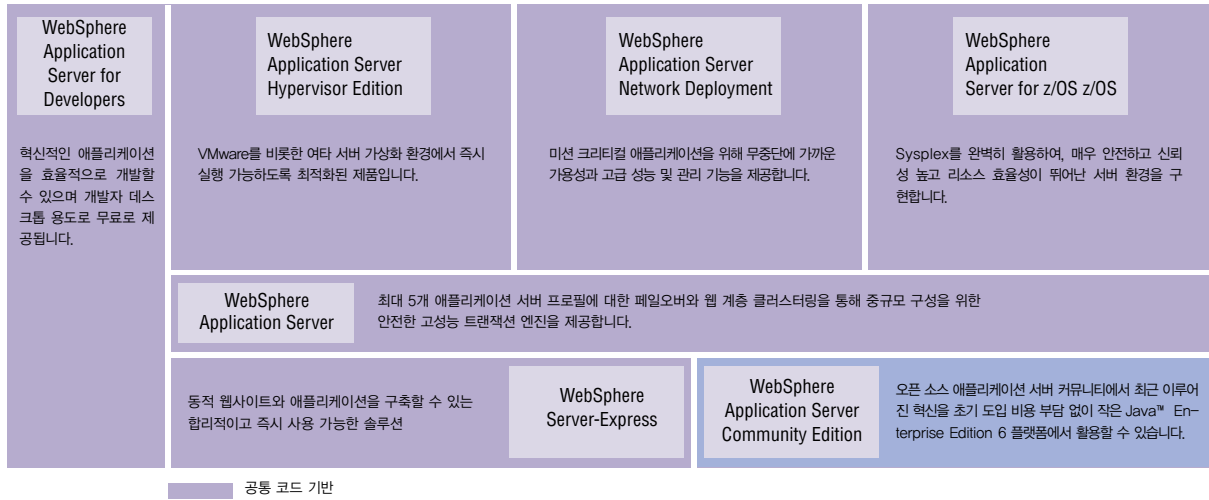 WebSphere
Application
Server for
Developers
혁신적인 애플리케이션
을 효율적으로 개발할
수 있으며 개발자 데스
크톱 용도로 무료로 제
공됩니다.
WebSphere
Application Server
Hypervisor Edition
VMware를 비롯한 여타 서버 가상화 환경에서 즉시
실행 가능하도록 최적화된 제품입니다.
WebSphere
Application Server
Network Deployment
미션 크리티컬 애플리케이션을 위해 무중단에 가까운
가용성과 고급 성능 및 관리 기능을 제공합니다.
WebSphere
Application
Server for z/OS z/OS
Sysplex를 완벽히 활용하여, 매우 안전하고 신뢰
성 높고 리소스 효율성이 뛰어난 서버 환경을 구
현합니다.
WebSphere
Application Server
최대 5개 애플리케이션 서버 프로필에 대한 페일오버와 웹 계층 클러스터링을 통해 중규모 구성을 위한
안전한 고성능 트랜잭션 엔진을 제공합니다.
동적 웹사이트와 애플리케이션을 구축할 수 있는
합리적이고 즉시 사용 가능한 솔루션
WebSphere
Server-Express
WebSphere
Application Server
Community Edition
오픈 소스 애플리케이션 서버 커뮤니티에서 최근 이루어
진 혁신을 초기 도입 비용 부담 없이 작은 Java™ En-
terprise Edition 6 플랫폼에서 활용할 수 있습니다.
공통 코드 기반